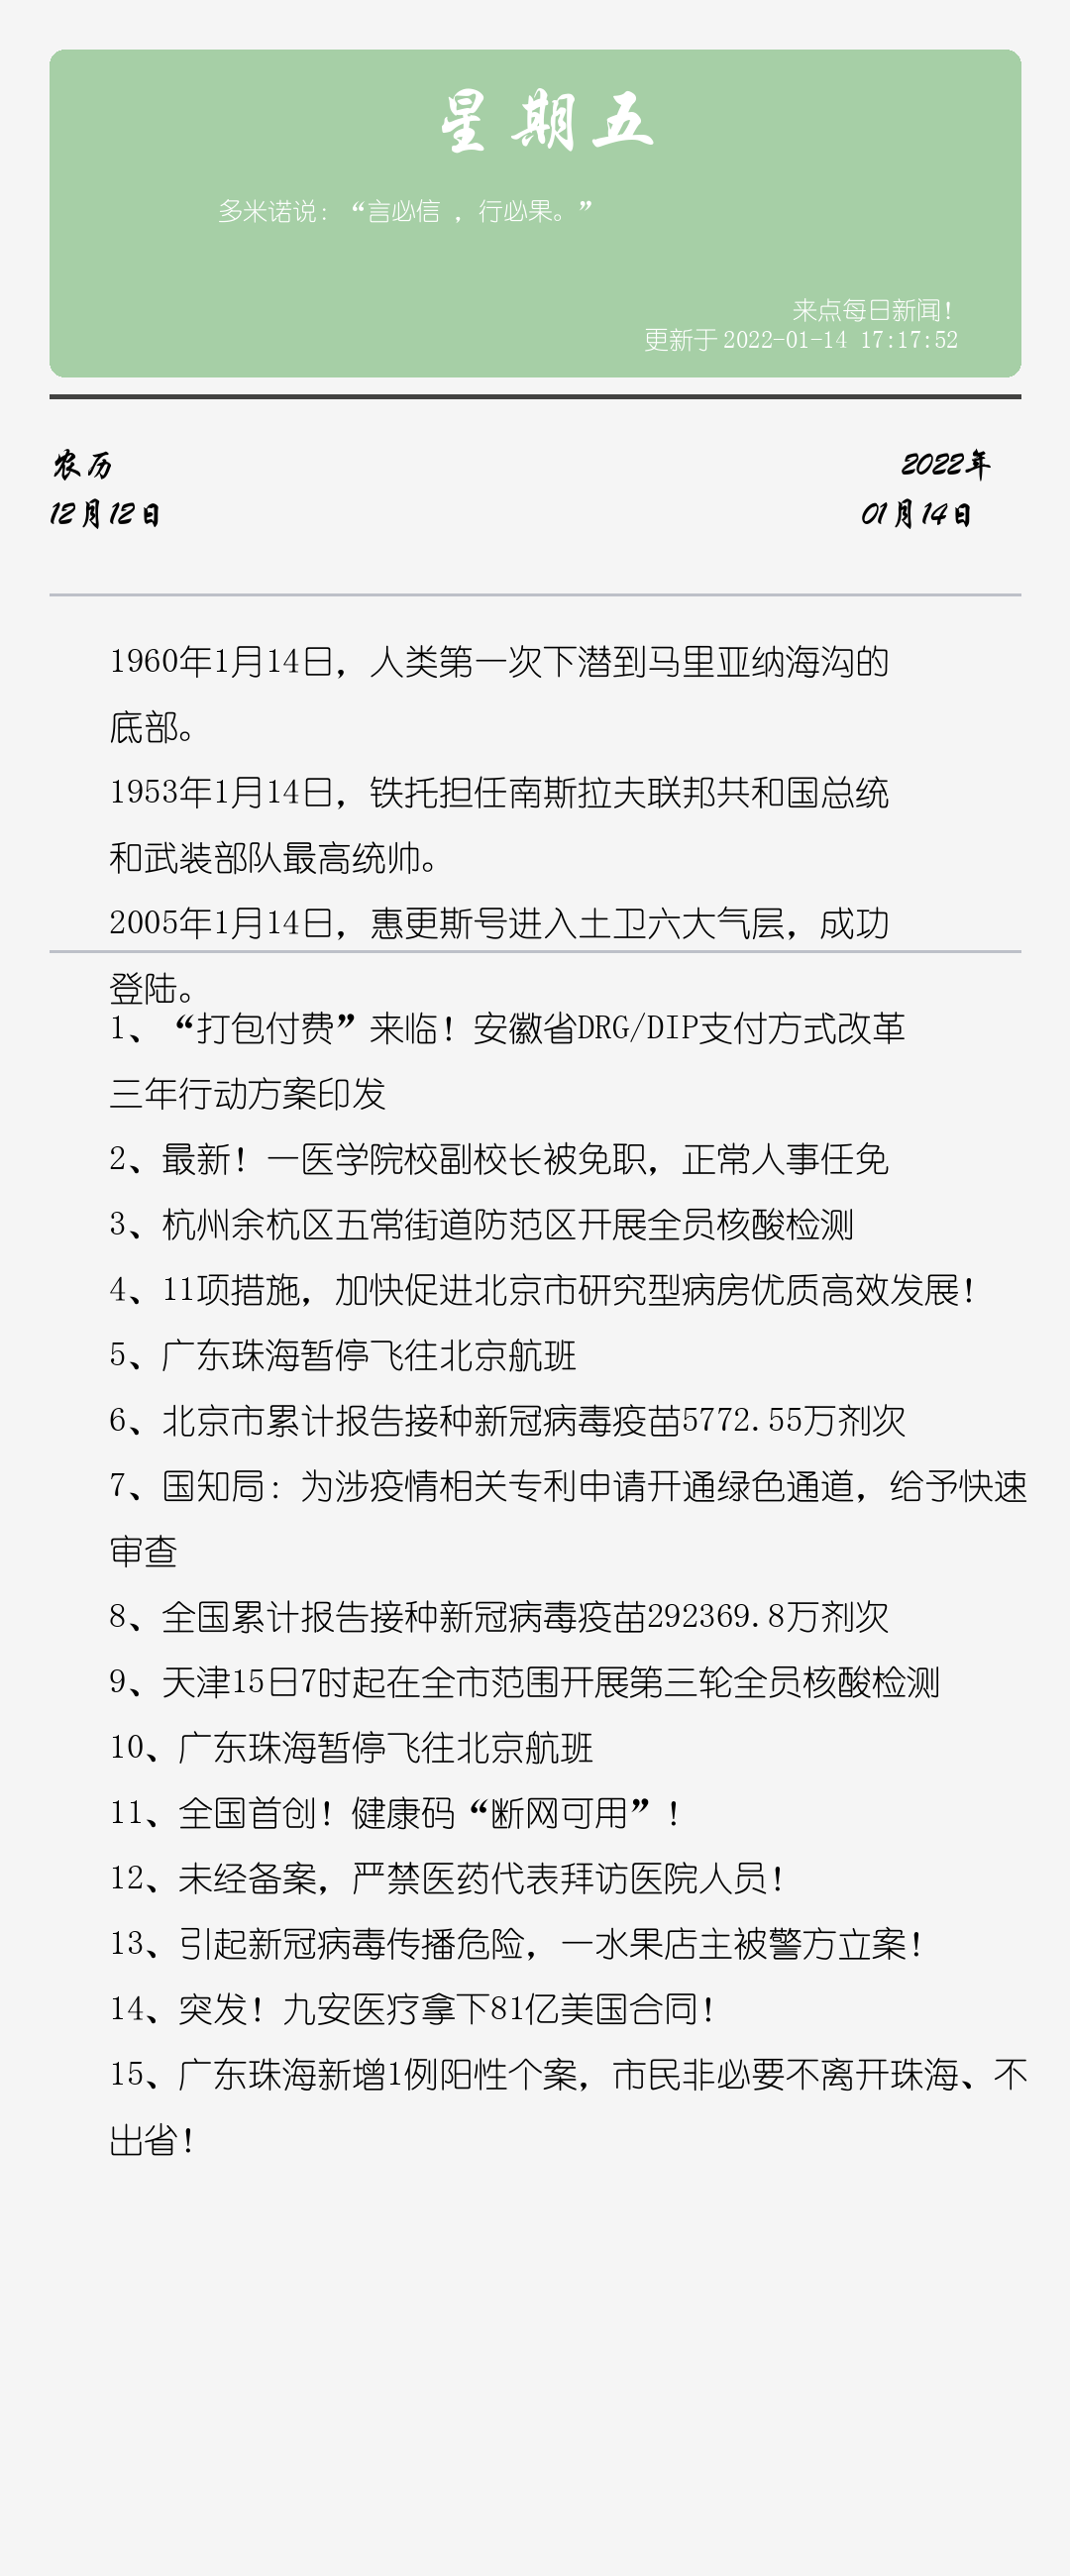 星期五
多米诺说：“言必信 ，行必果。”
来点每日新闻！
更新于 2022-01-14 17:17:52
农历
2022年
12月12日
01月14日
1960年1月14日，人类第一次下潜到马里亚纳海沟的
底部。
1953年1月14日，铁托担任南斯拉夫联邦共和国总统
和武装部队最高统帅。
2005年1月14日，惠更斯号进入土卫六大气层，成功
登陆。
1、“打包付费”来临！安徽省DRG/DIP支付方式改革
三年行动方案印发
2、最新！一医学院校副校长被免职，正常人事任免
3、杭州余杭区五常街道防范区开展全员核酸检测
4、11项措施，加快促进北京市研究型病房优质高效发展！
5、广东珠海暂停飞往北京航班
6、北京市累计报告接种新冠病毒疫苗5772.55万剂次
7、国知局：为涉疫情相关专利申请开通绿色通道，给予快速
审查
8、全国累计报告接种新冠病毒疫苗292369.8万剂次
9、天津15日7时起在全市范围开展第三轮全员核酸检测
10、广东珠海暂停飞往北京航班
11、全国首创！健康码“断网可用”！
12、未经备案，严禁医药代表拜访医院人员！
13、引起新冠病毒传播危险，一水果店主被警方立案！
14、突发！九安医疗拿下81亿美国合同！
15、广东珠海新增1例阳性个案，市民非必要不离开珠海、不
出省！